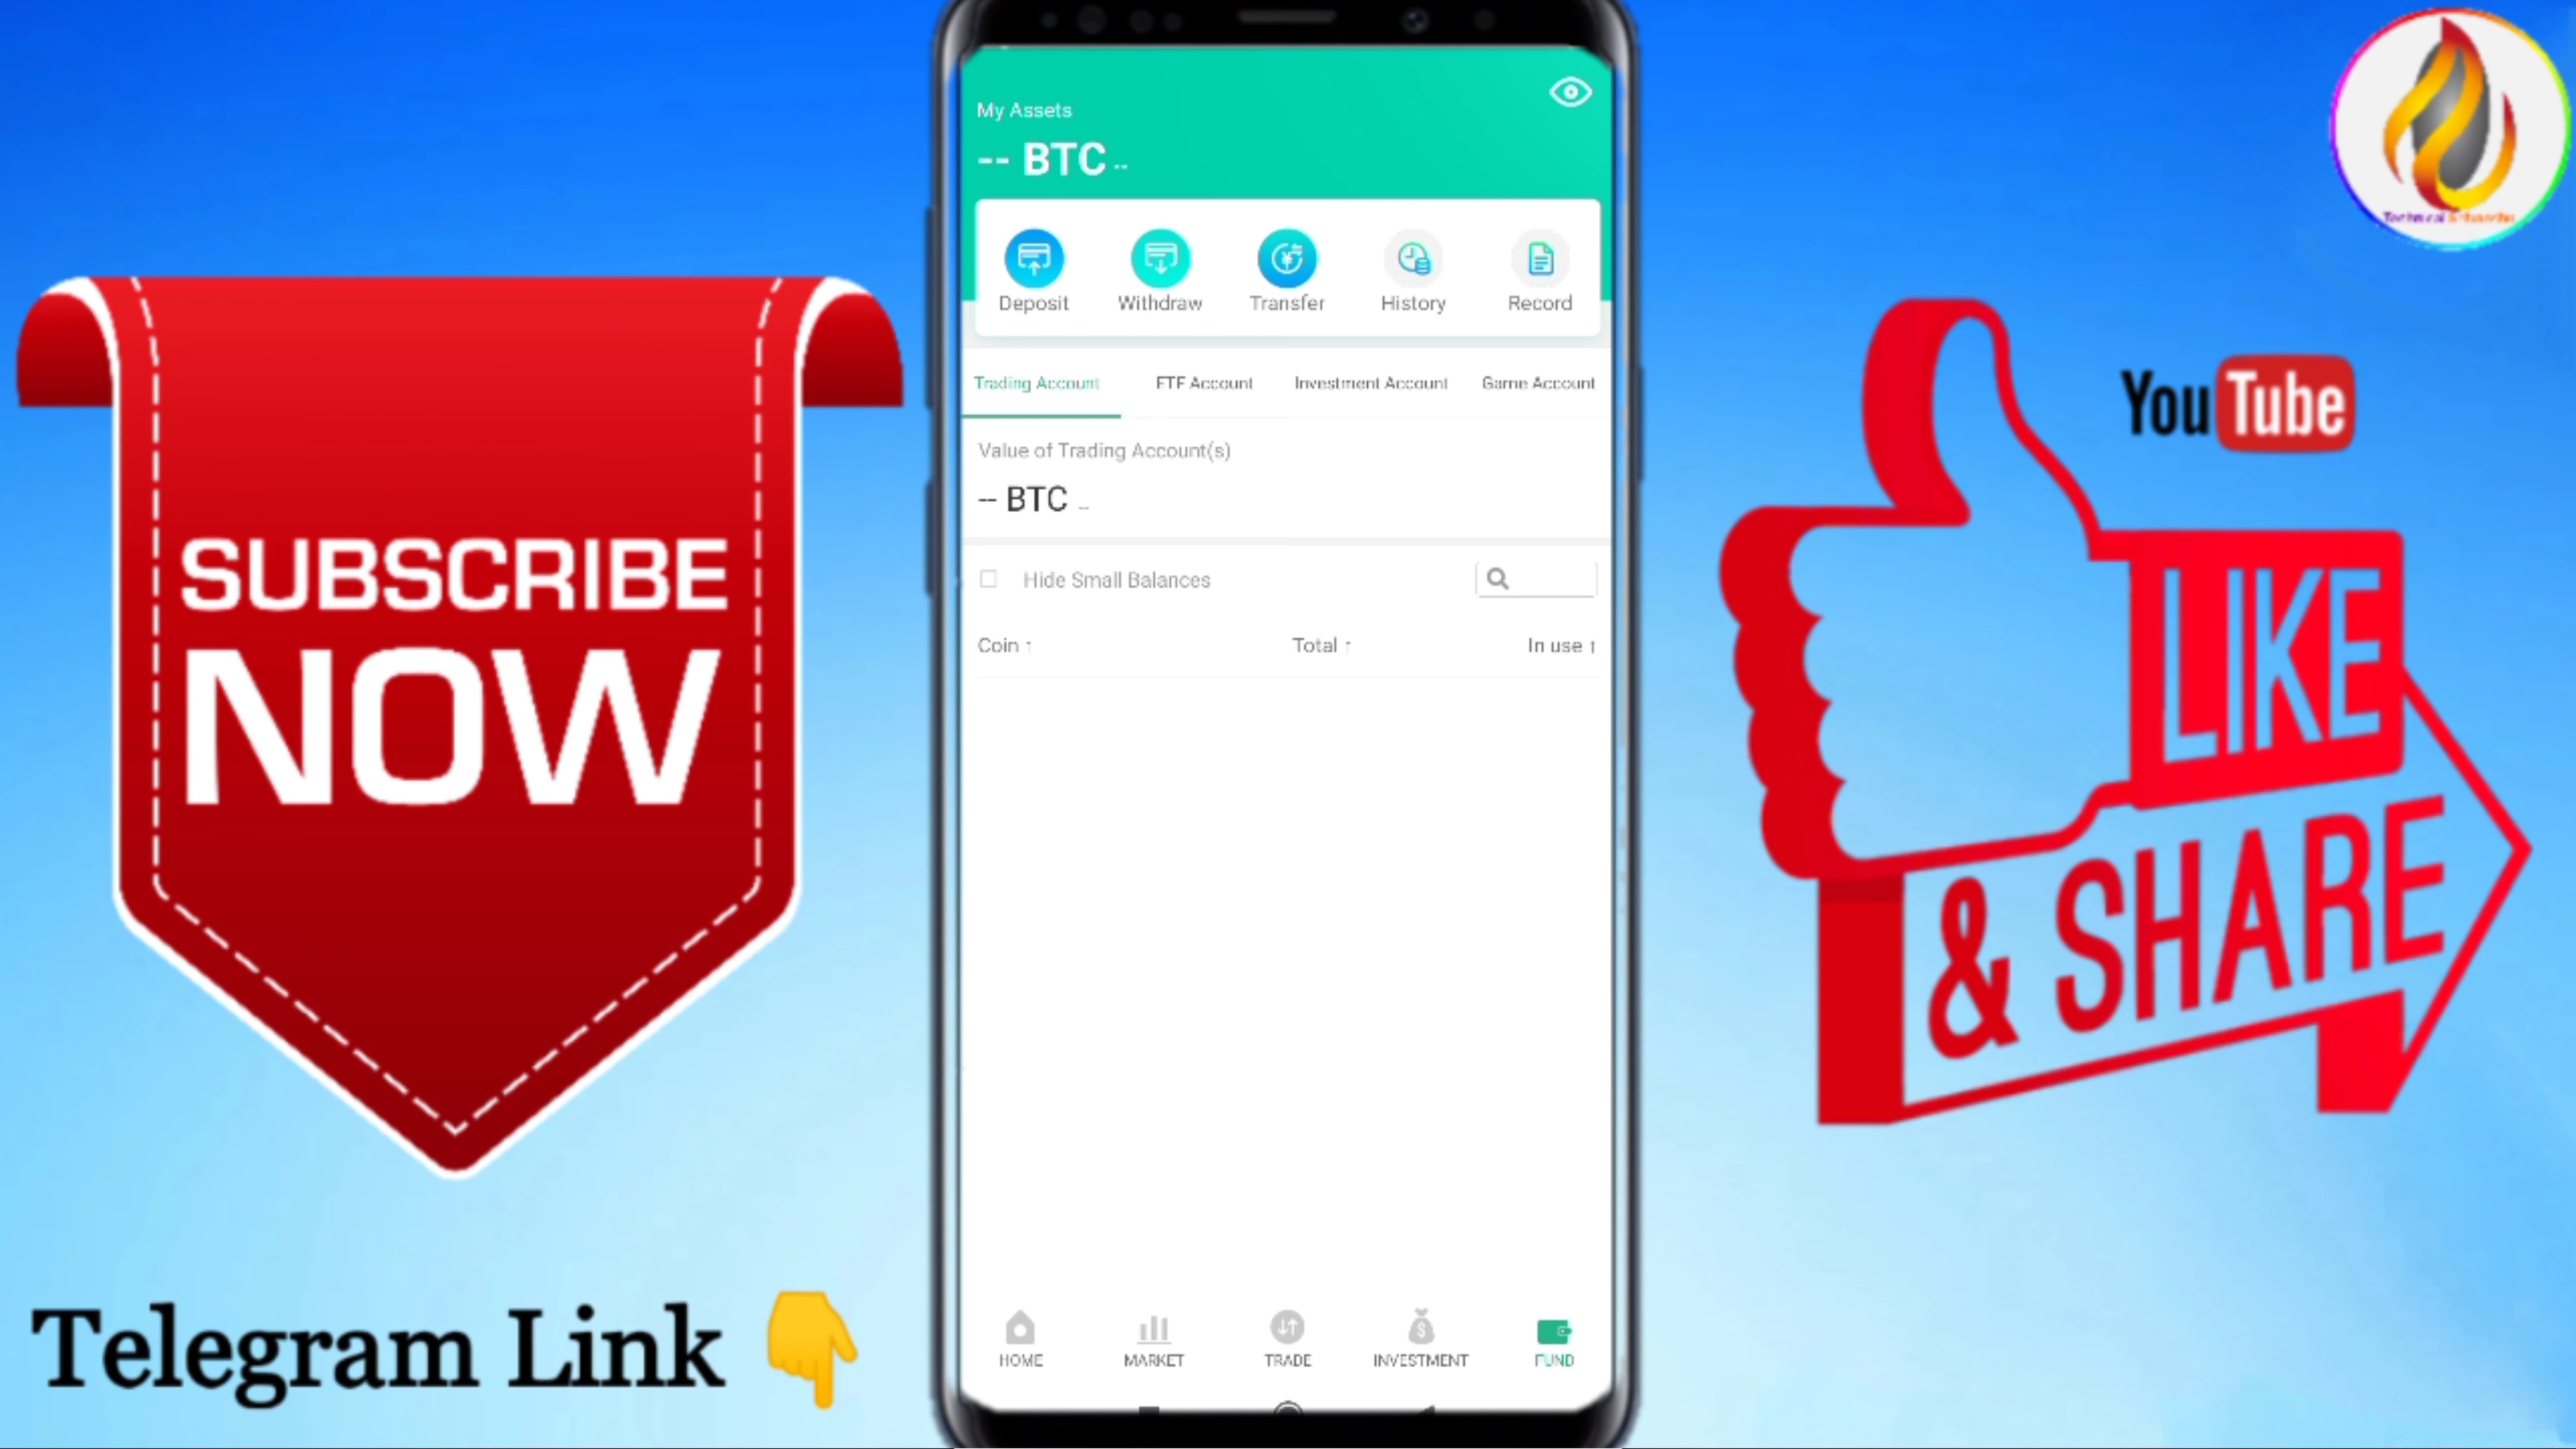 SUBSCRIBE
NOW
Telegram Link
My Assets
-- BTC --
Deposit Withdraw Transfer History Record
Trading Account ETF Account Investment Account Game Account
Value of Trading Account(s)
-- BTC --
Hide Small Balances
Coin ↑ Total ↑ In use ↑
HOME MARKET TRADE INVESTMENT FUND
YouTube
LIKE
& SHARE
Technical